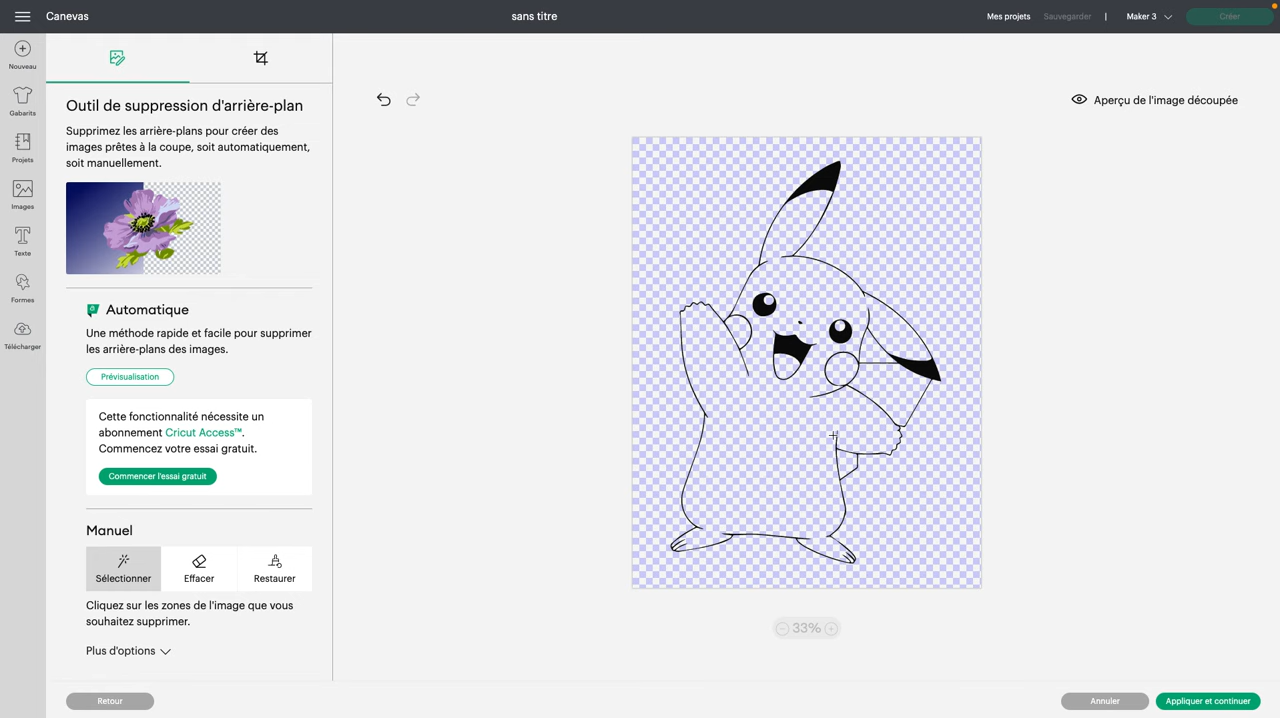 Canevas
sans titre
Mes projets
Sauvegarder
|
Maker 3
Créer
Nouveau
Gabarits
Projets
Images
Texte
Formes
Télécharger
Outil de suppression d'arrière-plan
Supprimez les arrière-plans pour créer des
images prêtes à la coupe, soit automatiquement,
soit manuellement.
Automatique
Une méthode rapide et facile pour supprimer
les arrière-plans des images.
Prévisualisation
Cette fonctionnalité nécessite un
abonnement Cricut Access™.
Commencez votre essai gratuit.
Commencer l'essai gratuit
Manuel
Sélectionner
Effacer
Restaurer
Cliquez sur les zones de l'image que vous
souhaitez supprimer.
Plus d'options
Aperçu de l'image découpée
33%
Retour
Annuler
Appliquer et continuer